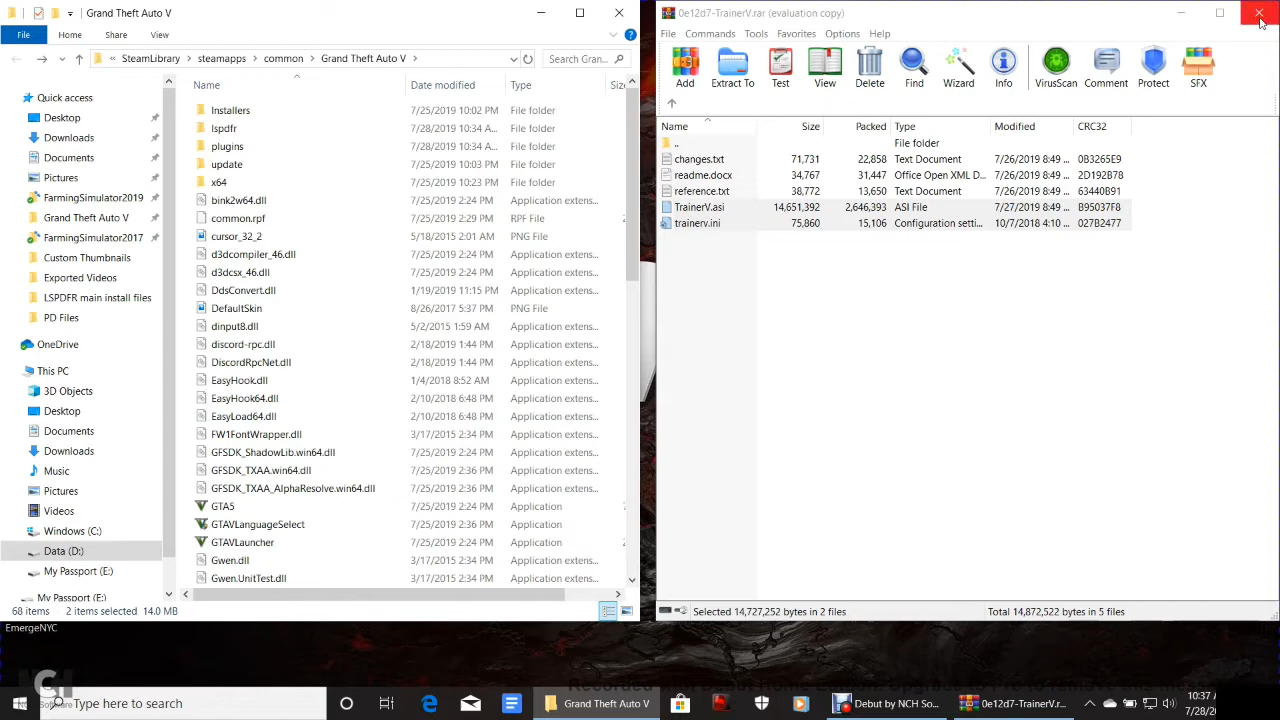 Grand Theft Auto V
File Home Share View
SteamLibrary > steamapps > common > Grand Theft Auto V >
Search Gran...
Name Date modified Type Size
Quick access
Desktop
Downloads
Documents
Pictures
FarmingSimulator2019
Grand Theft Auto V
FarmingSimulator2017
Custom Thumbnails
Exported Videos
LSPDFR main install files
PD Files
OneDrive
This PC
3D Objects
Desktop
Documents
Downloads
Music
Pictures
Videos
Windows (C:)
Data (D:)
My Passport (E:)
My Passport (E:)
Installers 7/25/2019 10:02 PM File folder
lspdfr 7/28/2019 10:34 A... File folder
plugins 7/28/2019 10:34 A... File folder
update 7/25/2019 10:03 PM File folder
x64 7/25/2019 10:23 PM File folder
bink2w64.dll 7/25/2019 2:24 PM Application extens...
common.rpf 7/25/2019 2:29 PM RPF File
cursor_32_2 5/18/2015 2:01 AM PNG File
d3dcompiler_46.dll 7/25/2019 2:24 PM Application extens...
d3dcsx_46.dll 7/25/2019 2:24 PM Application extens...
DdsConvert.dll 1/19/2019 11:15 PM Application extens...
DefaultSkin 8/26/2017 5:37 PM PNG File
dinput8.dll 5/2/2015 1:59 AM Application extens...
discord-rpc.dll 2/18/2019 1:44 PM Application extens...
DiscordRpcNet.dll 2/18/2019 1:44 PM Application extens...
EasyHook.dll 1/4/2018 8:52 AM Application extens...
EasyHook64.dll 2/10/2018 6:48 PM Application extens...
EasyLoad64.dll 2/10/2018 6:48 PM Application extens...
FW1FontWrapper.dll 3/17/2015 2:34 PM Application extens...
GFSDK_ShadowLib.win64.dll 7/25/2019 2:24 PM Application extens...
GFSDK_TXAA.win64.dll 7/25/2019 2:36 PM Application extens...
GFSDK_TXAA_AlphaResolve.win64.dll 7/25/2019 2:36 PM Application extens...
GTA5 7/25/2019 2:24 PM Application
GTAVLanguageSelect 7/25/2019 2:36 PM Application
GTAVLauncher 7/25/2019 2:24 PM Application
Gwen.dll 3/17/2015 2:34 PM Application extens...
Gwen.UnitTest.dll 3/17/2015 2:34 PM Application extens...
68 items 2 items selected 14.0 MB
0e12d7-TrainerV.rar (evaluation copy)
File Commands Tools Favorites Options Help
Add Extract To Test View Delete Find Wizard Info VirusScan Comment Protect SFX
Name Size Packed Type Modified CRC32
.. File folder
changes.txt 71,731 22,858 Text Document 7/26/2019 8:49 ... 0B3265E9
readme.docx 34,767 31,447 Office Open XML D... 7/26/2019 8:49 ... 2D192B78
reference.txt 38,772 13,650 Text Document 7/26/2019 8:49 ... 63440B91
TrainerV.asi 14,651,392 2,646,393 ASI File 7/27/2019 8:49 ... B95037F8
trainerv.ini 75,860 15,106 Configuration setti... 10/7/2018 4:10 ... 027B2477
Selected 14,727,252 bytes in 2 files Total 14,872,522 bytes in 5 files
EmergeNYC
NCH Software
Type here to search
Grand Theft Auto V
Debut by NCH So...
0e12d7-TrainerV.r...
10:37
7/28/20